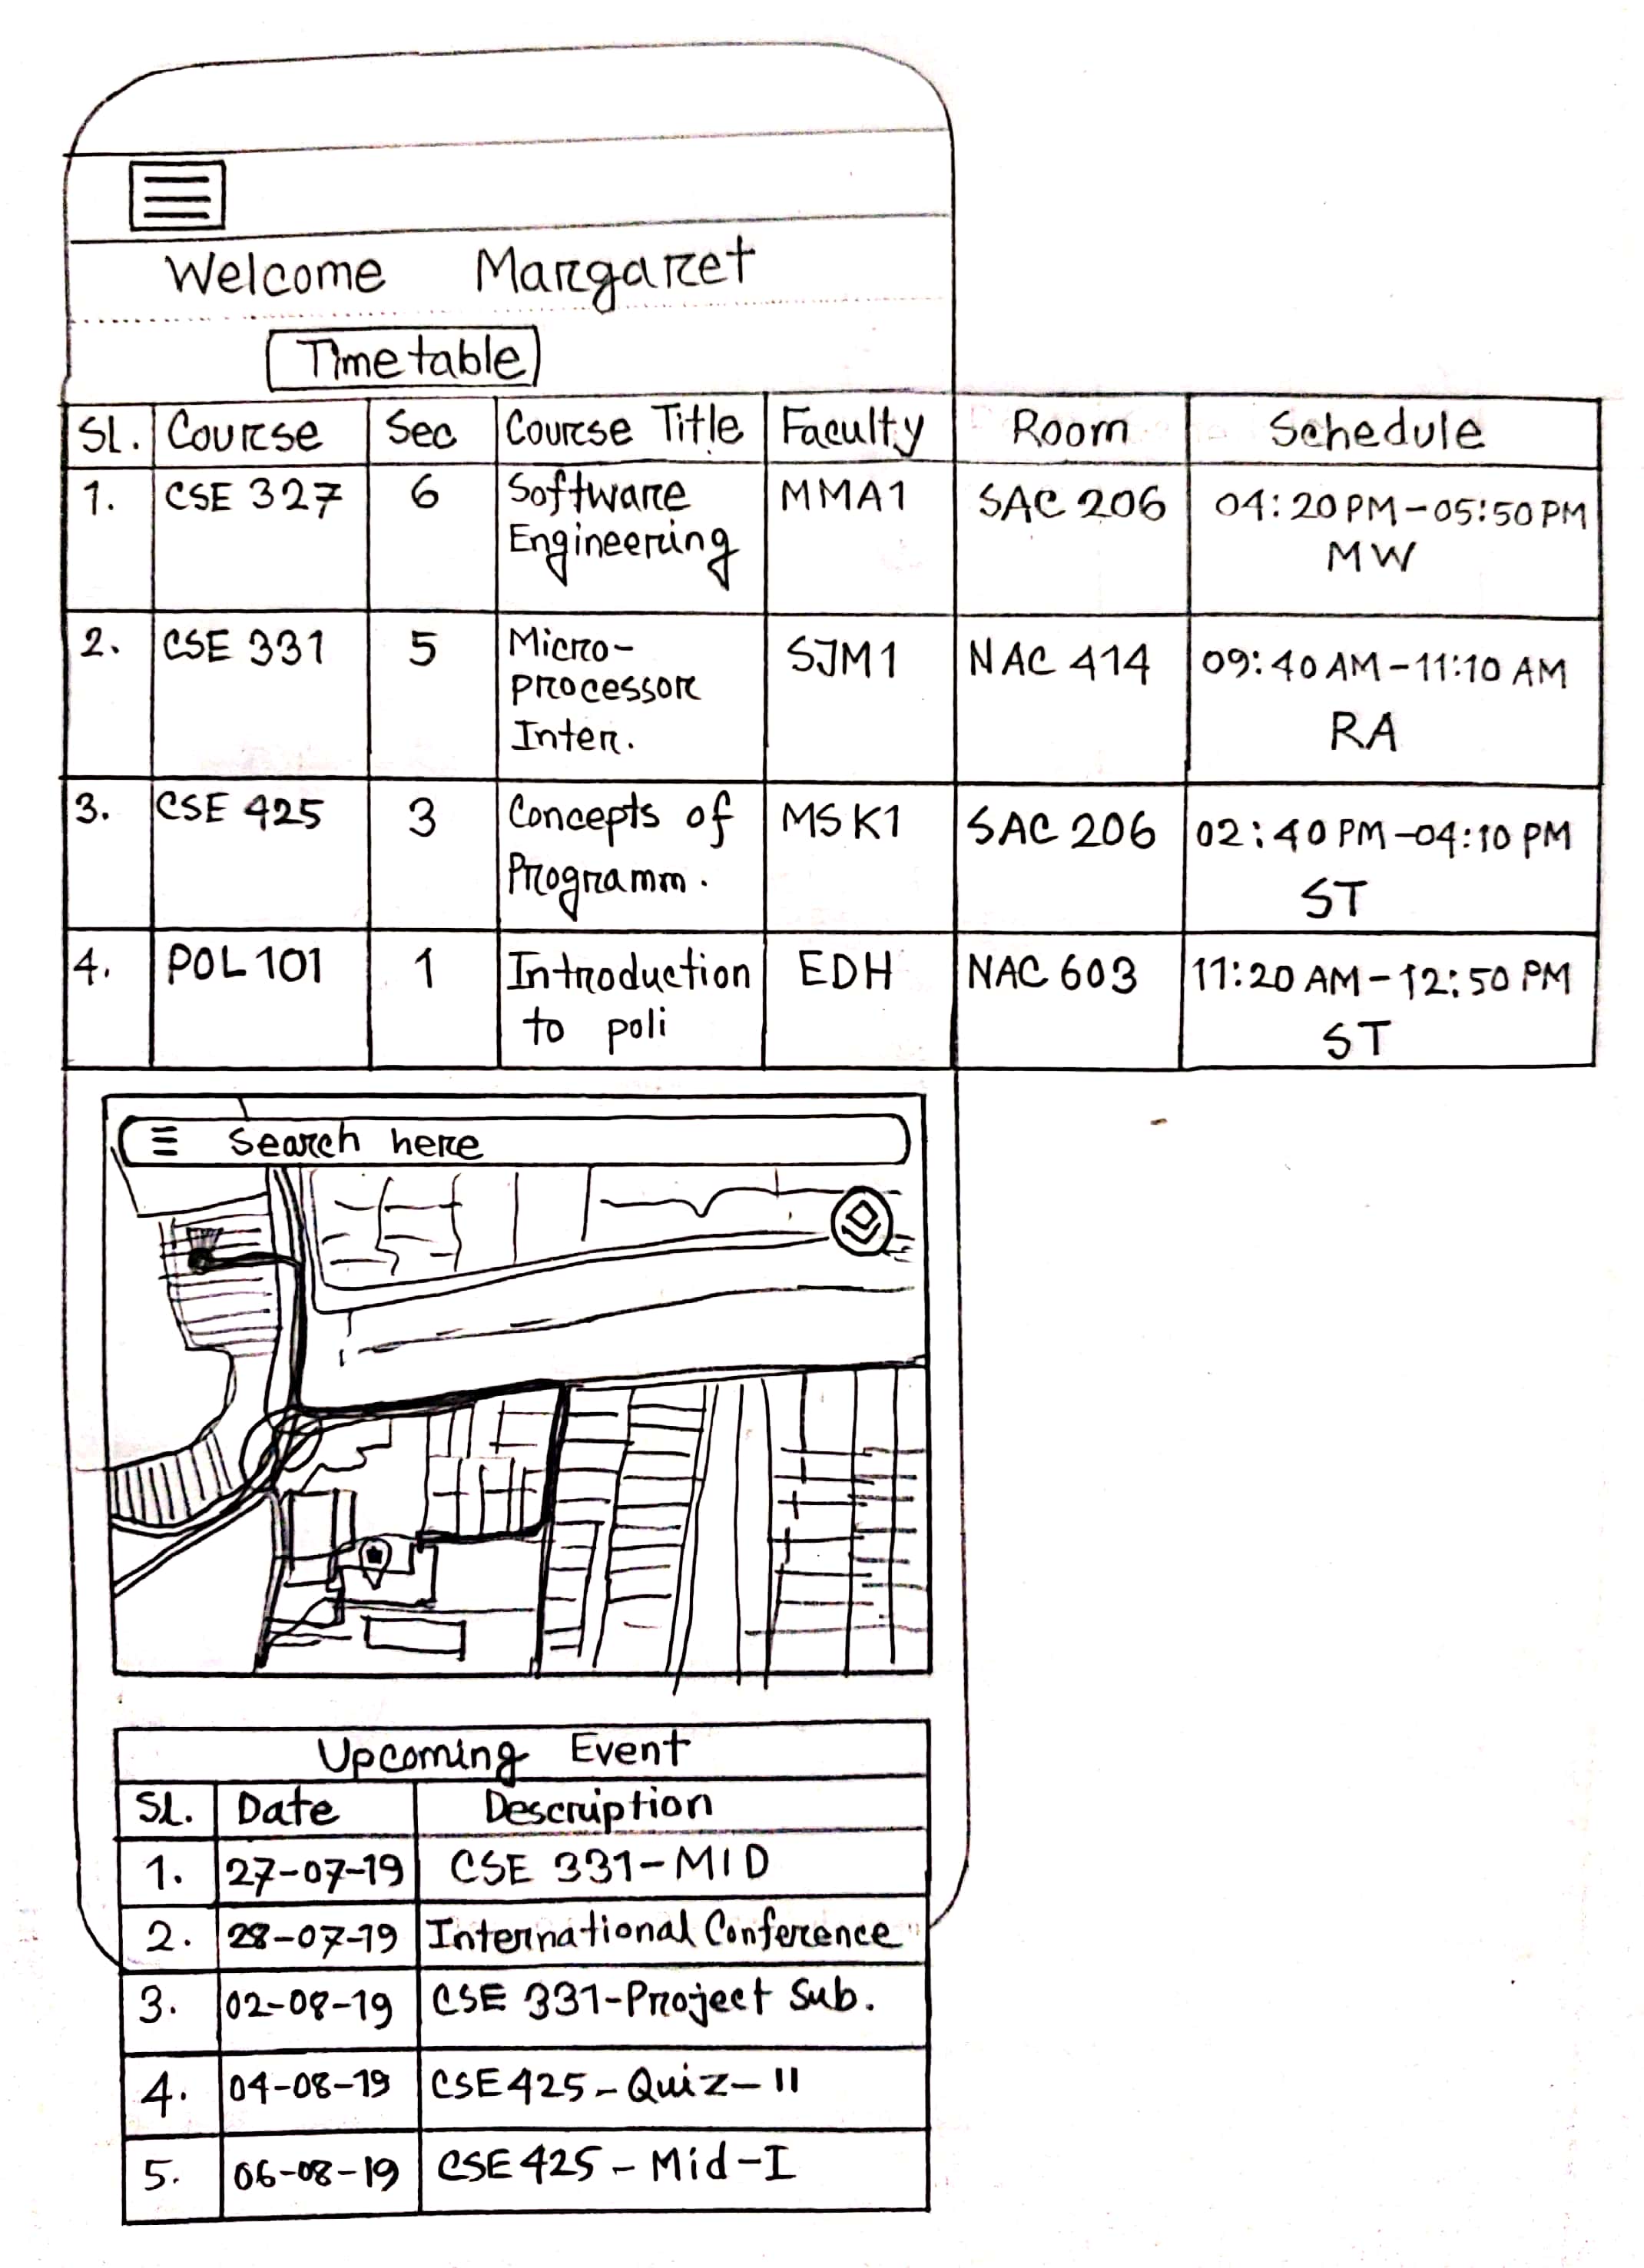 Welcome Margaret
Timetable
Sl. Course Sec Course Title Faculty Room Schedule
1. CSE 327 6 Software Engineering MMA1 SAC 206 04:20 PM-05:50 PM MW
2. CSE 331 5 Micro-processor Inter. SJM1 NAC 414 09:40 AM-11:10 AM RA
3. CSE 425 3 Concepts of Programm. MSK1 SAC 206 02:40 PM-04:10 PM ST
4. POL 101 1 Introduction to poli EDH NAC 603 11:20 AM-12:50 PM ST
Search here
Upcoming Event
SL. Date Description
1. 27-07-19 CSE 331-MID
2. 28-07-19 International Conference
3. 02-08-19 CSE 331-Project Sub.
4. 04-08-19 CSE425-Quiz-II
5. 06-08-19 CSE425-Mid-I